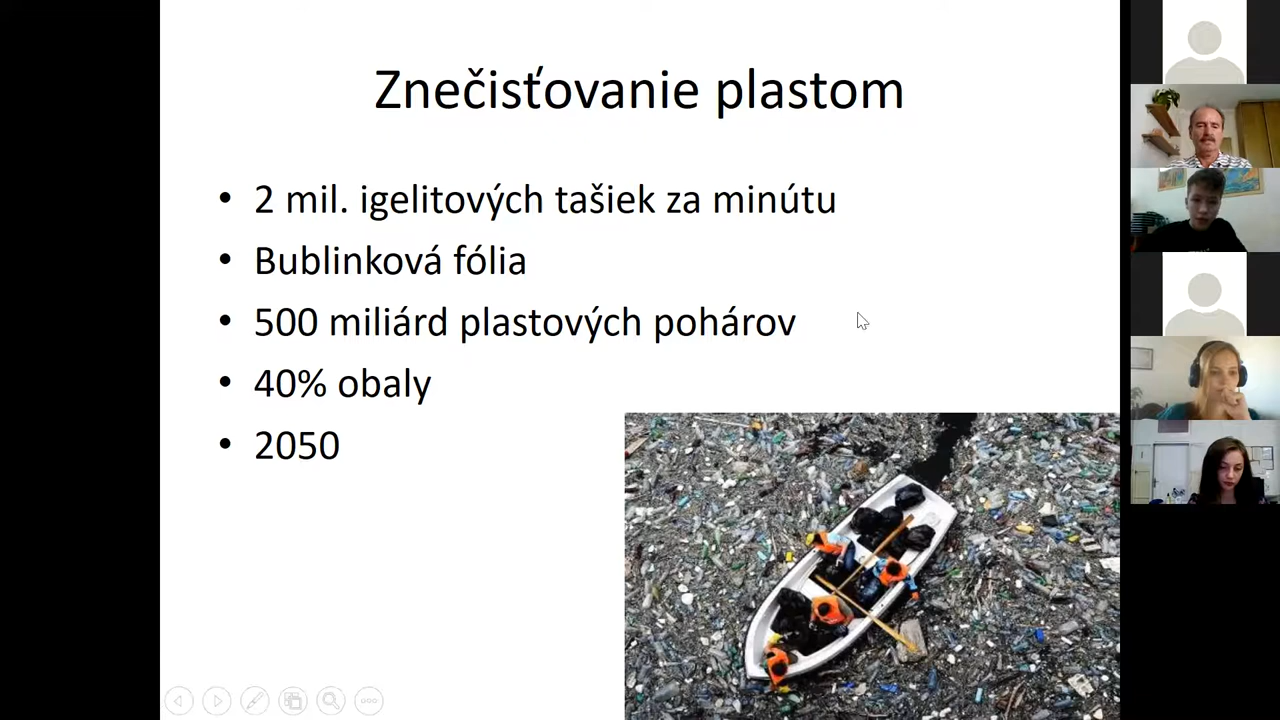 Znečisťovanie plastom
• 2 mil. igelitových tašiek za minútu
• Bublinková fólia
• 500 miliárd plastových pohárov
• 40% obaly
• 2050